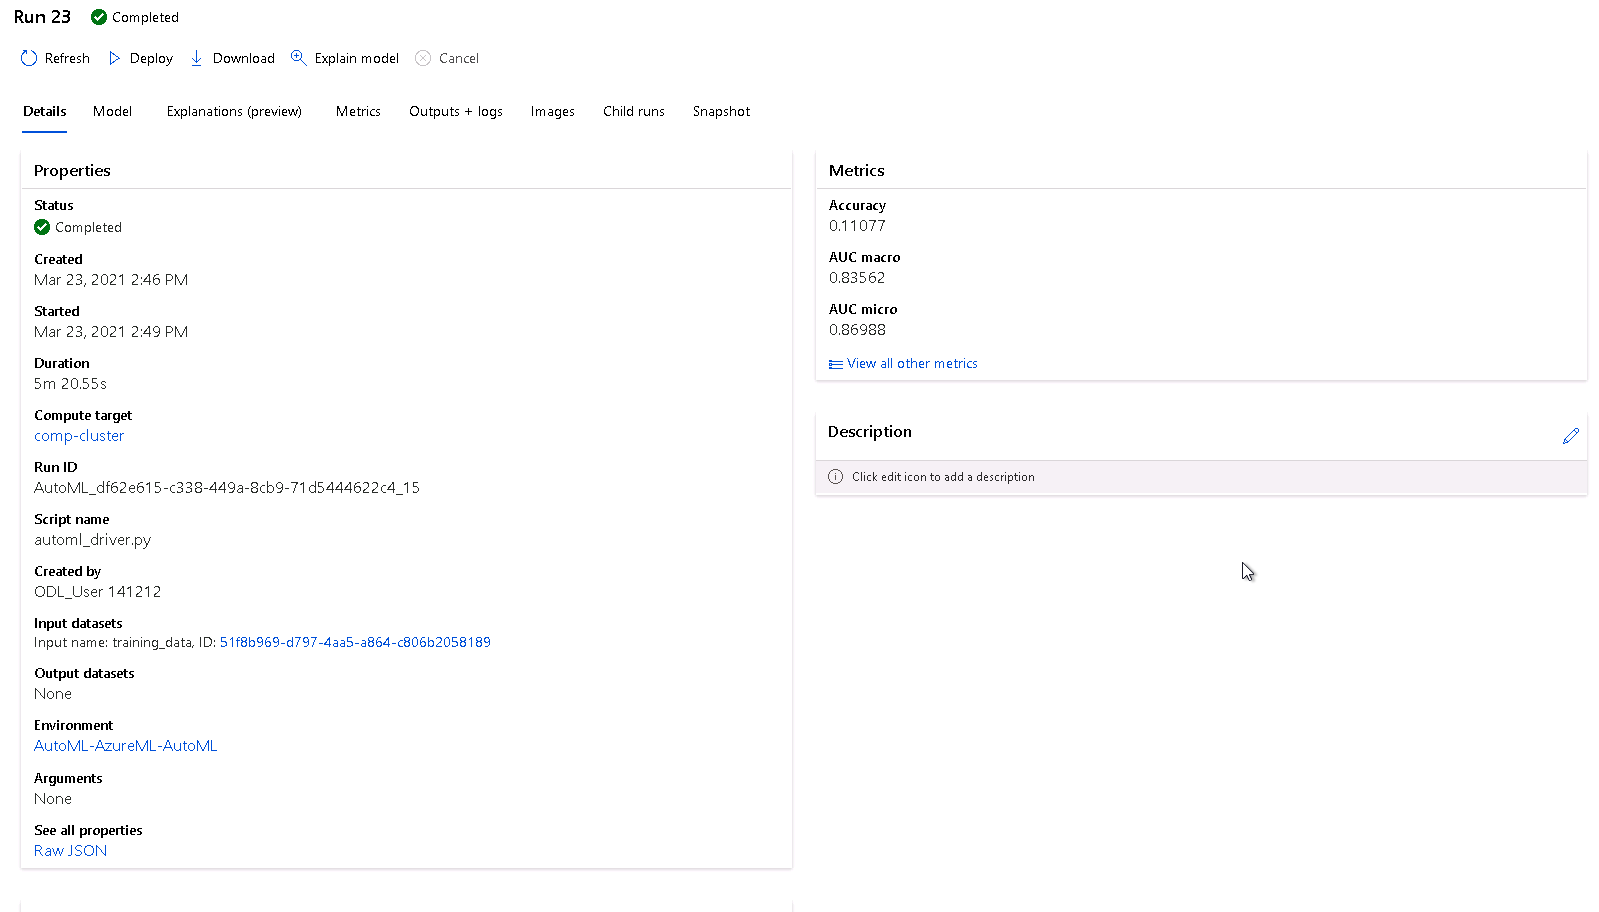 Run 23 Completed
Refresh Deploy Download Explain model Cancel
Details Model Explanations (preview) Metrics Outputs + logs Images Child runs Snapshot
Properties
Status
Completed
Created
Mar 23, 2021 2:46 PM
Started
Mar 23, 2021 2:49 PM
Duration
5m 20.55s
Compute target
comp-cluster
Run ID
AutoML_df62e615-c338-449a-8cb9-71d5444622c4_15
Script name
automl_driver.py
Created by
ODL_User 141212
Input datasets
Input name: training_data, ID: 51f8b969-d797-4aa5-a864-c806b2058189
Output datasets
None
Environment
AutoML-AzureML-AutoML
Arguments
None
See all properties
Raw JSON
Metrics
Accuracy
0.11077
AUC macro
0.83562
AUC micro
0.86988
View all other metrics
Description
Click edit icon to add a description